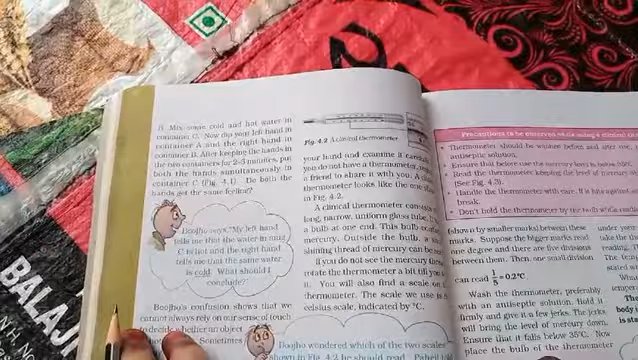 B. Mix some cold and hot water in
container C. Now dip your left hand in
container A and the right hand in
container B. After keeping the hands in
the two containers for 2-3 minutes, put
both the hands simultaneously in
container C (Fig. 4.1). Do both the
hands get the same feeling?
Boojho says,"My left hand
tells me that the water in mug
C is hot and the right hand
tells me that the same water
is cold. What should I
conclude?"
Boojho's confusion shows that we
cannot always rely on our sense of touch
to decide whether an object
Sometimes
Fig. 4.2 A clinical thermometer
your hand and examine it
you do not have a thermometer,
friend to share it with you. A
thermometer looks like the one
in Fig. 4.2.
A clinical thermometer
long, narrow, uniform glass tube.
a bulb at one end. This bulb
mercury. Outside the bulb, a
shining thread of mercury can be
If you do not see the mercury
rotate the thermometer a bit till you
it. You will also find a scale on
thermometer. The scale we use is
celsius scale, indicated by °C.
Boojho wondered which of the two scales
shown in Fig. 4.2 he should read. Paheli
Precautions to be observed while using a clinical
• Thermometer should be washed before and after use,
antiseptic solution.
• Ensure that before use the mercury level is below 35°C.
• Read the thermometer keeping the level of mercury
(See Fig. 4.3).
• Handle the thermometer with care. If it hits against
break.
• Don't hold the thermometer by the bulb while
(shown by smaller marks) between these
marks. Suppose the bigger marks read
one degree and there are five divisions
between them. Then, one small division
can read 1/5 = 0.2°C.
Wash the thermometer, preferably
with an antiseptic solution. Hold it
firmly and give it a few jerks. The jerks
will bring the level of mercury down.
Ensure that it falls below 35°C. Now
place the bulb of the thermometer
under your
take the
reading.
The
stated
What
body
is
BALAJ